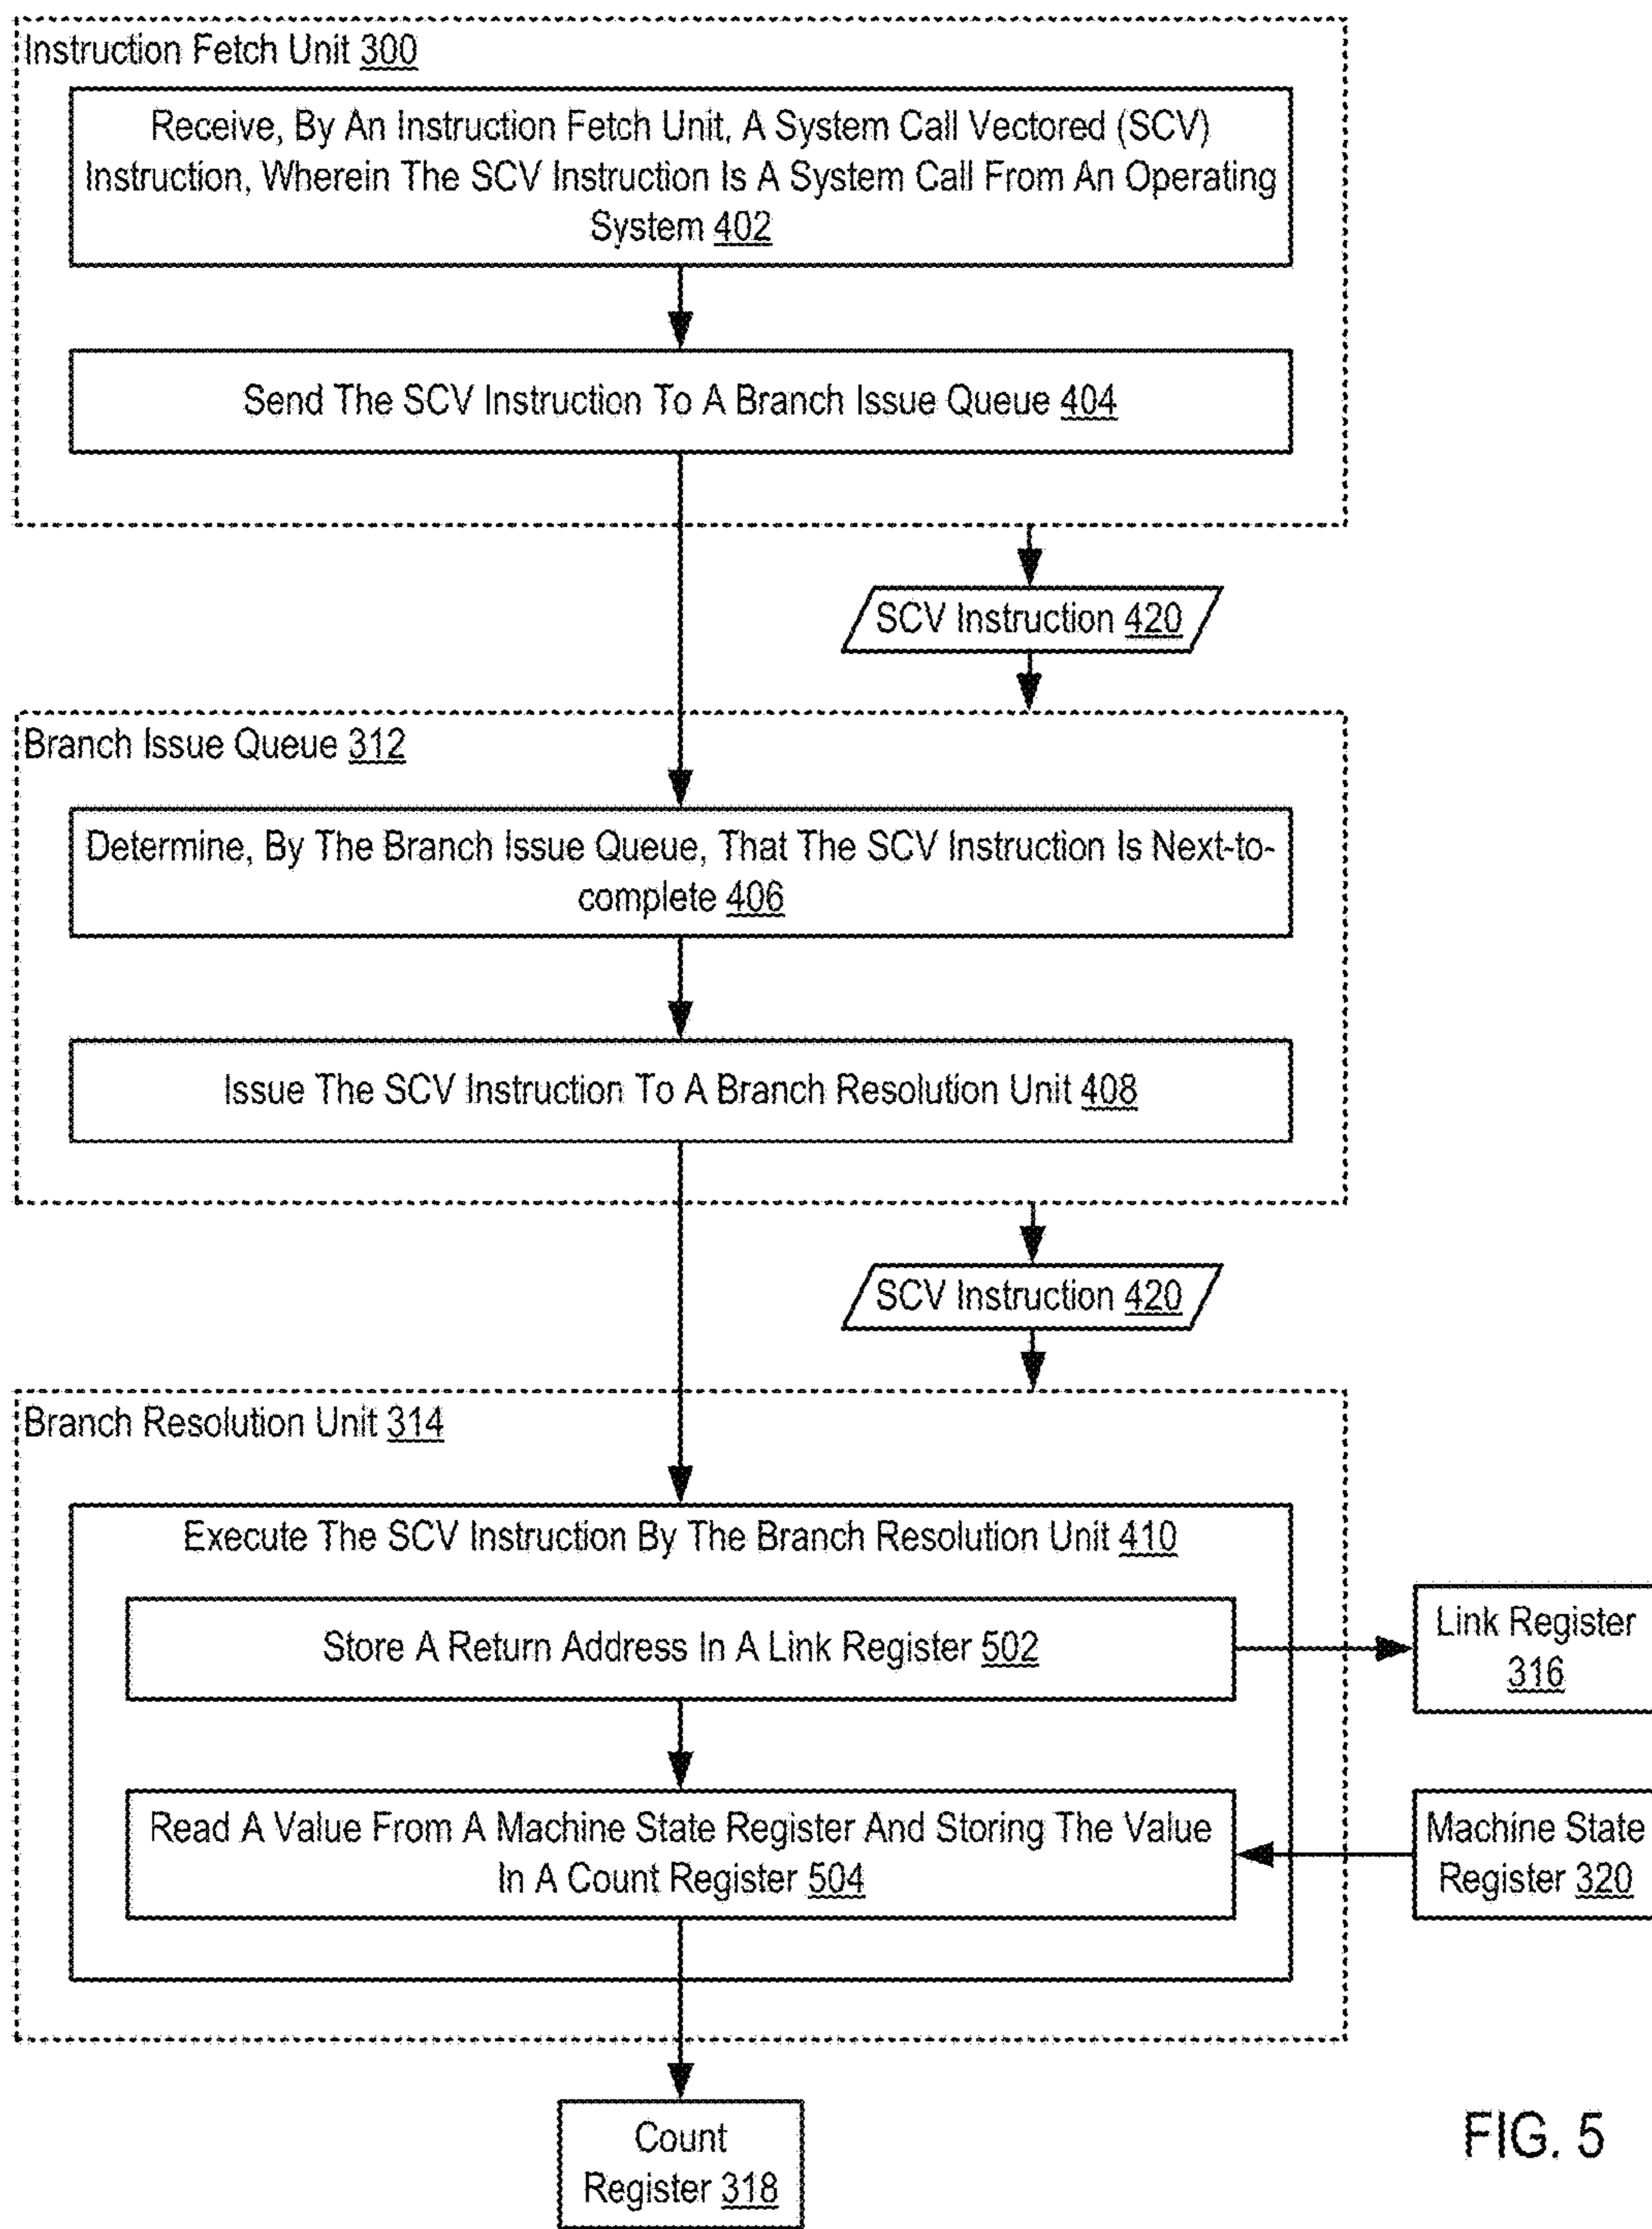 Instruction Fetch Unit 300
Receive, By An Instruction Fetch Unit, A System Call Vectored (SCV)
Instruction, Wherein The SCV Instruction Is A System Call From An Operating
System 402
Send The SCV Instruction To A Branch Issue Queue 404
SCV Instruction 420
Branch Issue Queue 312
Determine, By The Branch Issue Queue, That The SCV Instruction Is Next-to-
complete 406
Issue The SCV Instruction To A Branch Resolution Unit 408
SCV Instruction 420
Branch Resolution Unit 314
Execute The SCV Instruction By The Branch Resolution Unit 410
Store A Return Address In A Link Register 502
Link Register
316
Read A Value From A Machine State Register And Storing The Value
In A Count Register 504
Machine State
Register 320
Count
Register 318
FIG. 5